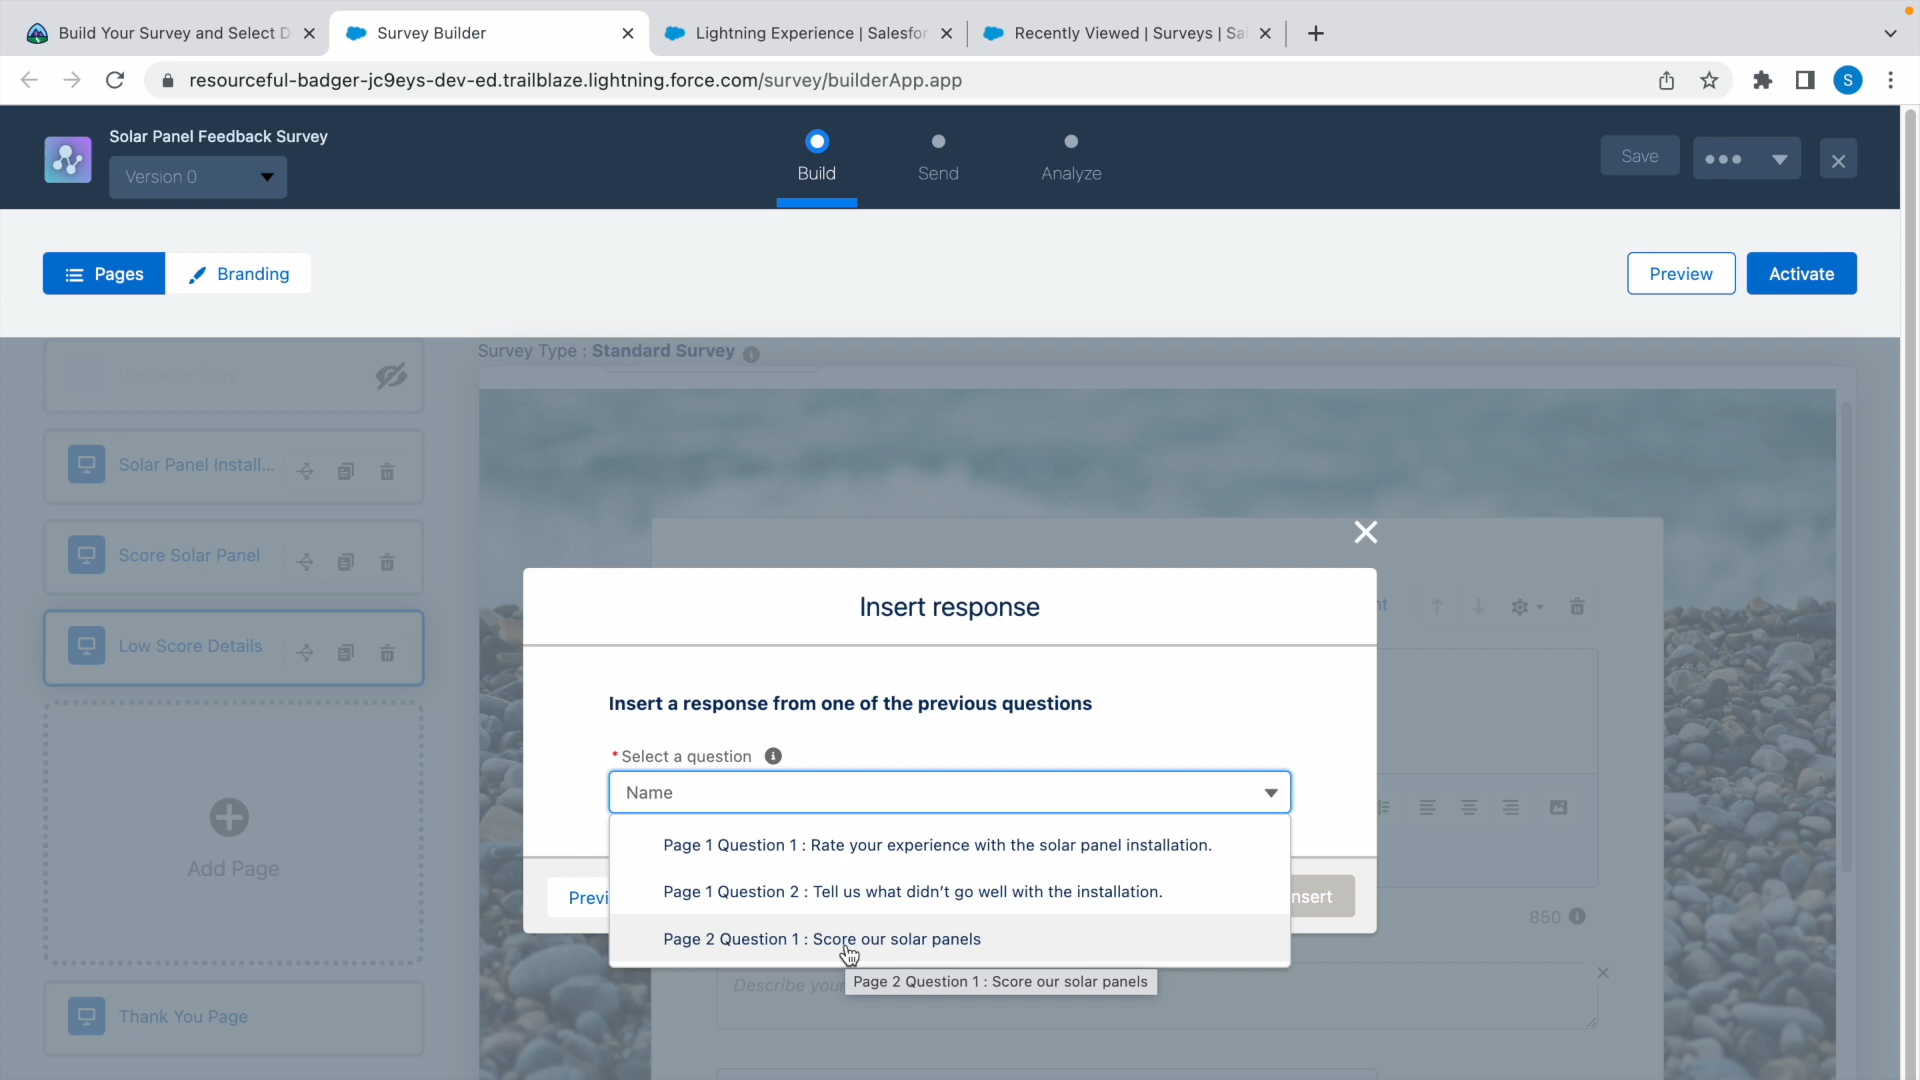 Build Your Survey and Select D
Survey Builder
Lightning Experience | Salesfor
Recently Viewed | Surveys | Sa
resourceful-badger-jc9eys-dev-ed.trailblaze.lightning.force.com/survey/builderApp.app
S
Solar Panel Feedback Survey
Version 0
Build
Send
Analyze
Save
Pages
Branding
Preview
Activate
Welcome Page
Survey Type : Standard Survey
Solar Panel Install...
Score Solar Panel
Low Score Details
Add Page
Thank You Page
Insert response
nt
Insert a response from one of the previous questions
* Select a question
Name
Page 1 Question 1 : Rate your experience with the solar panel installation.
Page 1 Question 2 : Tell us what didn't go well with the installation.
Page 2 Question 1 : Score our solar panels
Previ
nsert
850
Describe your
Page 2 Question 1 : Score our solar panels